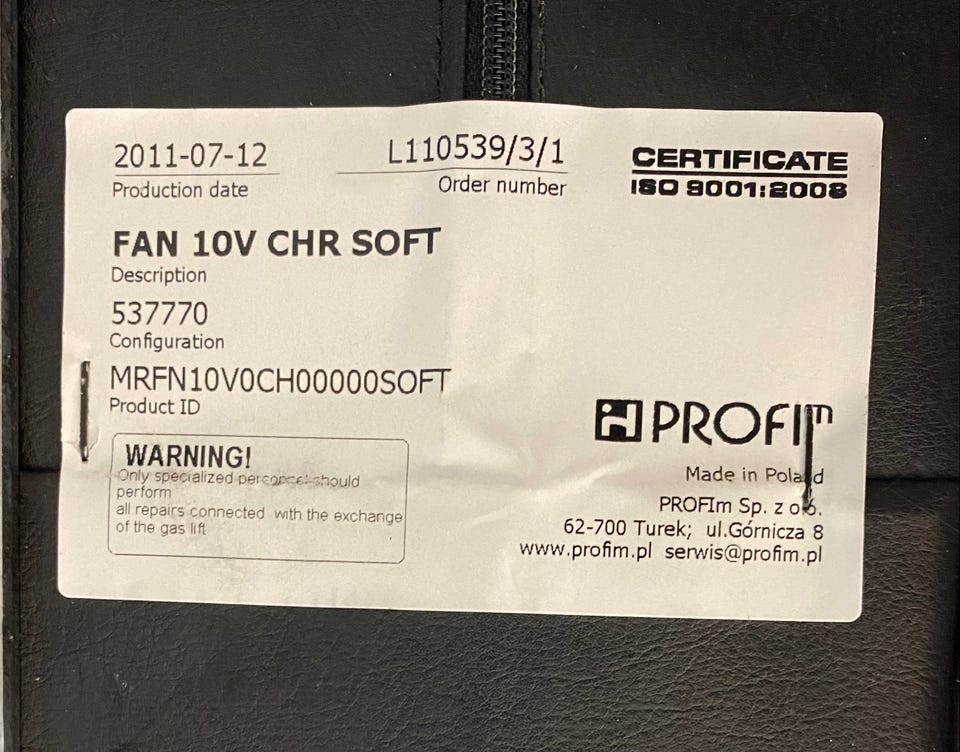 2011-07-12
Production date
L110539/3/1
Order number
CERTIFICATE
ISO 9001:2008
FAN 10V CHR SOFT
Description
537770
Configuration
MRFN10V0CH00000SOFT
Product ID
WARNING!
Only specialized personnel should
perform
all repairs connected with the exchange
of the gas lift
PROFIm
Made in Poland
PROFIm Sp. z o.o.
62-700 Turek; ul.Górnicza 8
www.profim.pl serwis@profim.pl